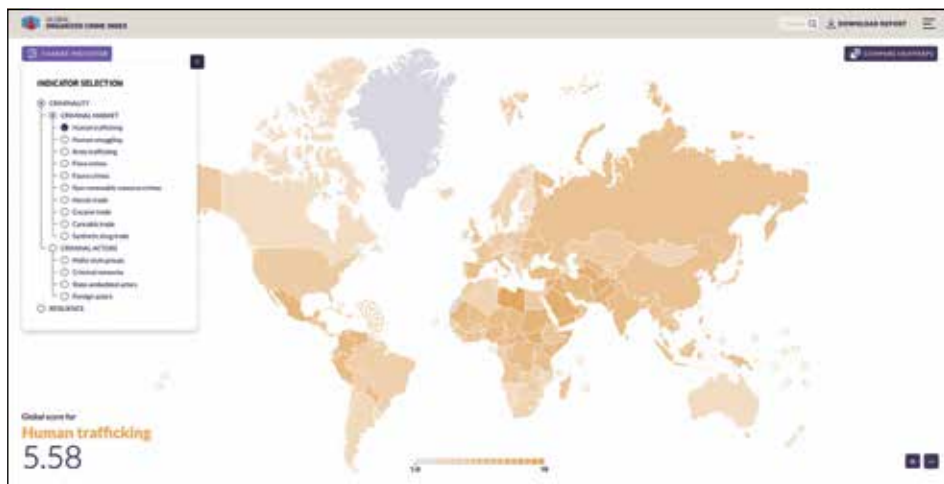 GLOBAL
ORGANIZED CRIME INDEX
DOWNLOAD REPORT
CHANGE INDICATOR
COMPARE HEATMAPS
INDICATOR SELECTION
CRIMINALITY
CRIMINAL MARKET
Human trafficking
Human smuggling
Arms trafficking
Flora crimes
Fauna crimes
Non-renewable resource crimes
Heroin trade
Cocaine trade
Cannabis trade
Synthetic drug trade
CRIMINAL ACTORS
Mafia-style groups
Criminal networks
State-embedded actors
Foreign actors
RESILIENCE
Global score for
Human trafficking
5.58
10